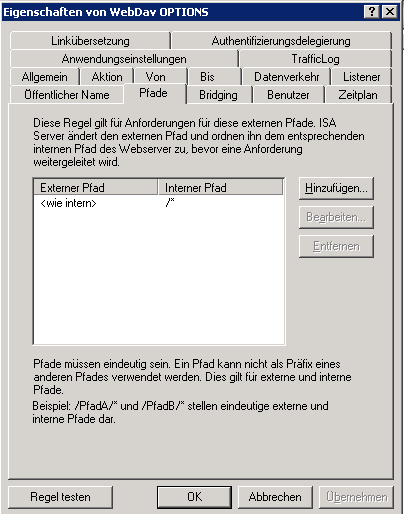 Eigenschaften von WebDav OPTIONS
Linkübersetzung Authentifizierungsdelegierung
Anwendungseinstellungen TrafficLog
Allgemein Aktion Von Bis Datenverkehr Listener
Öffentlicher Name Pfade Bridging Benutzer Zeitplan
Diese Regel gilt für Anforderungen für diese externen Pfade. ISA
Server ändert den externen Pfad und ordnen ihn dem entsprechenden
internen Pfad des Webserver zu, bevor eine Anforderung
weitergeleitet wird.
Externer Pfad Interner Pfad
<wie intern> /*
Hinzufügen...
Bearbeiten...
Entfernen
Pfade müssen eindeutig sein. Ein Pfad kann nicht als Präfix eines
anderen Pfades verwendet werden. Dies gilt für externe und interne
Pfade.
Beispiel: /PfadA/* und /PfadB/* stellen eindeutige externe und
interne Pfade dar.
Regel testen OK Abbrechen Übernehmen